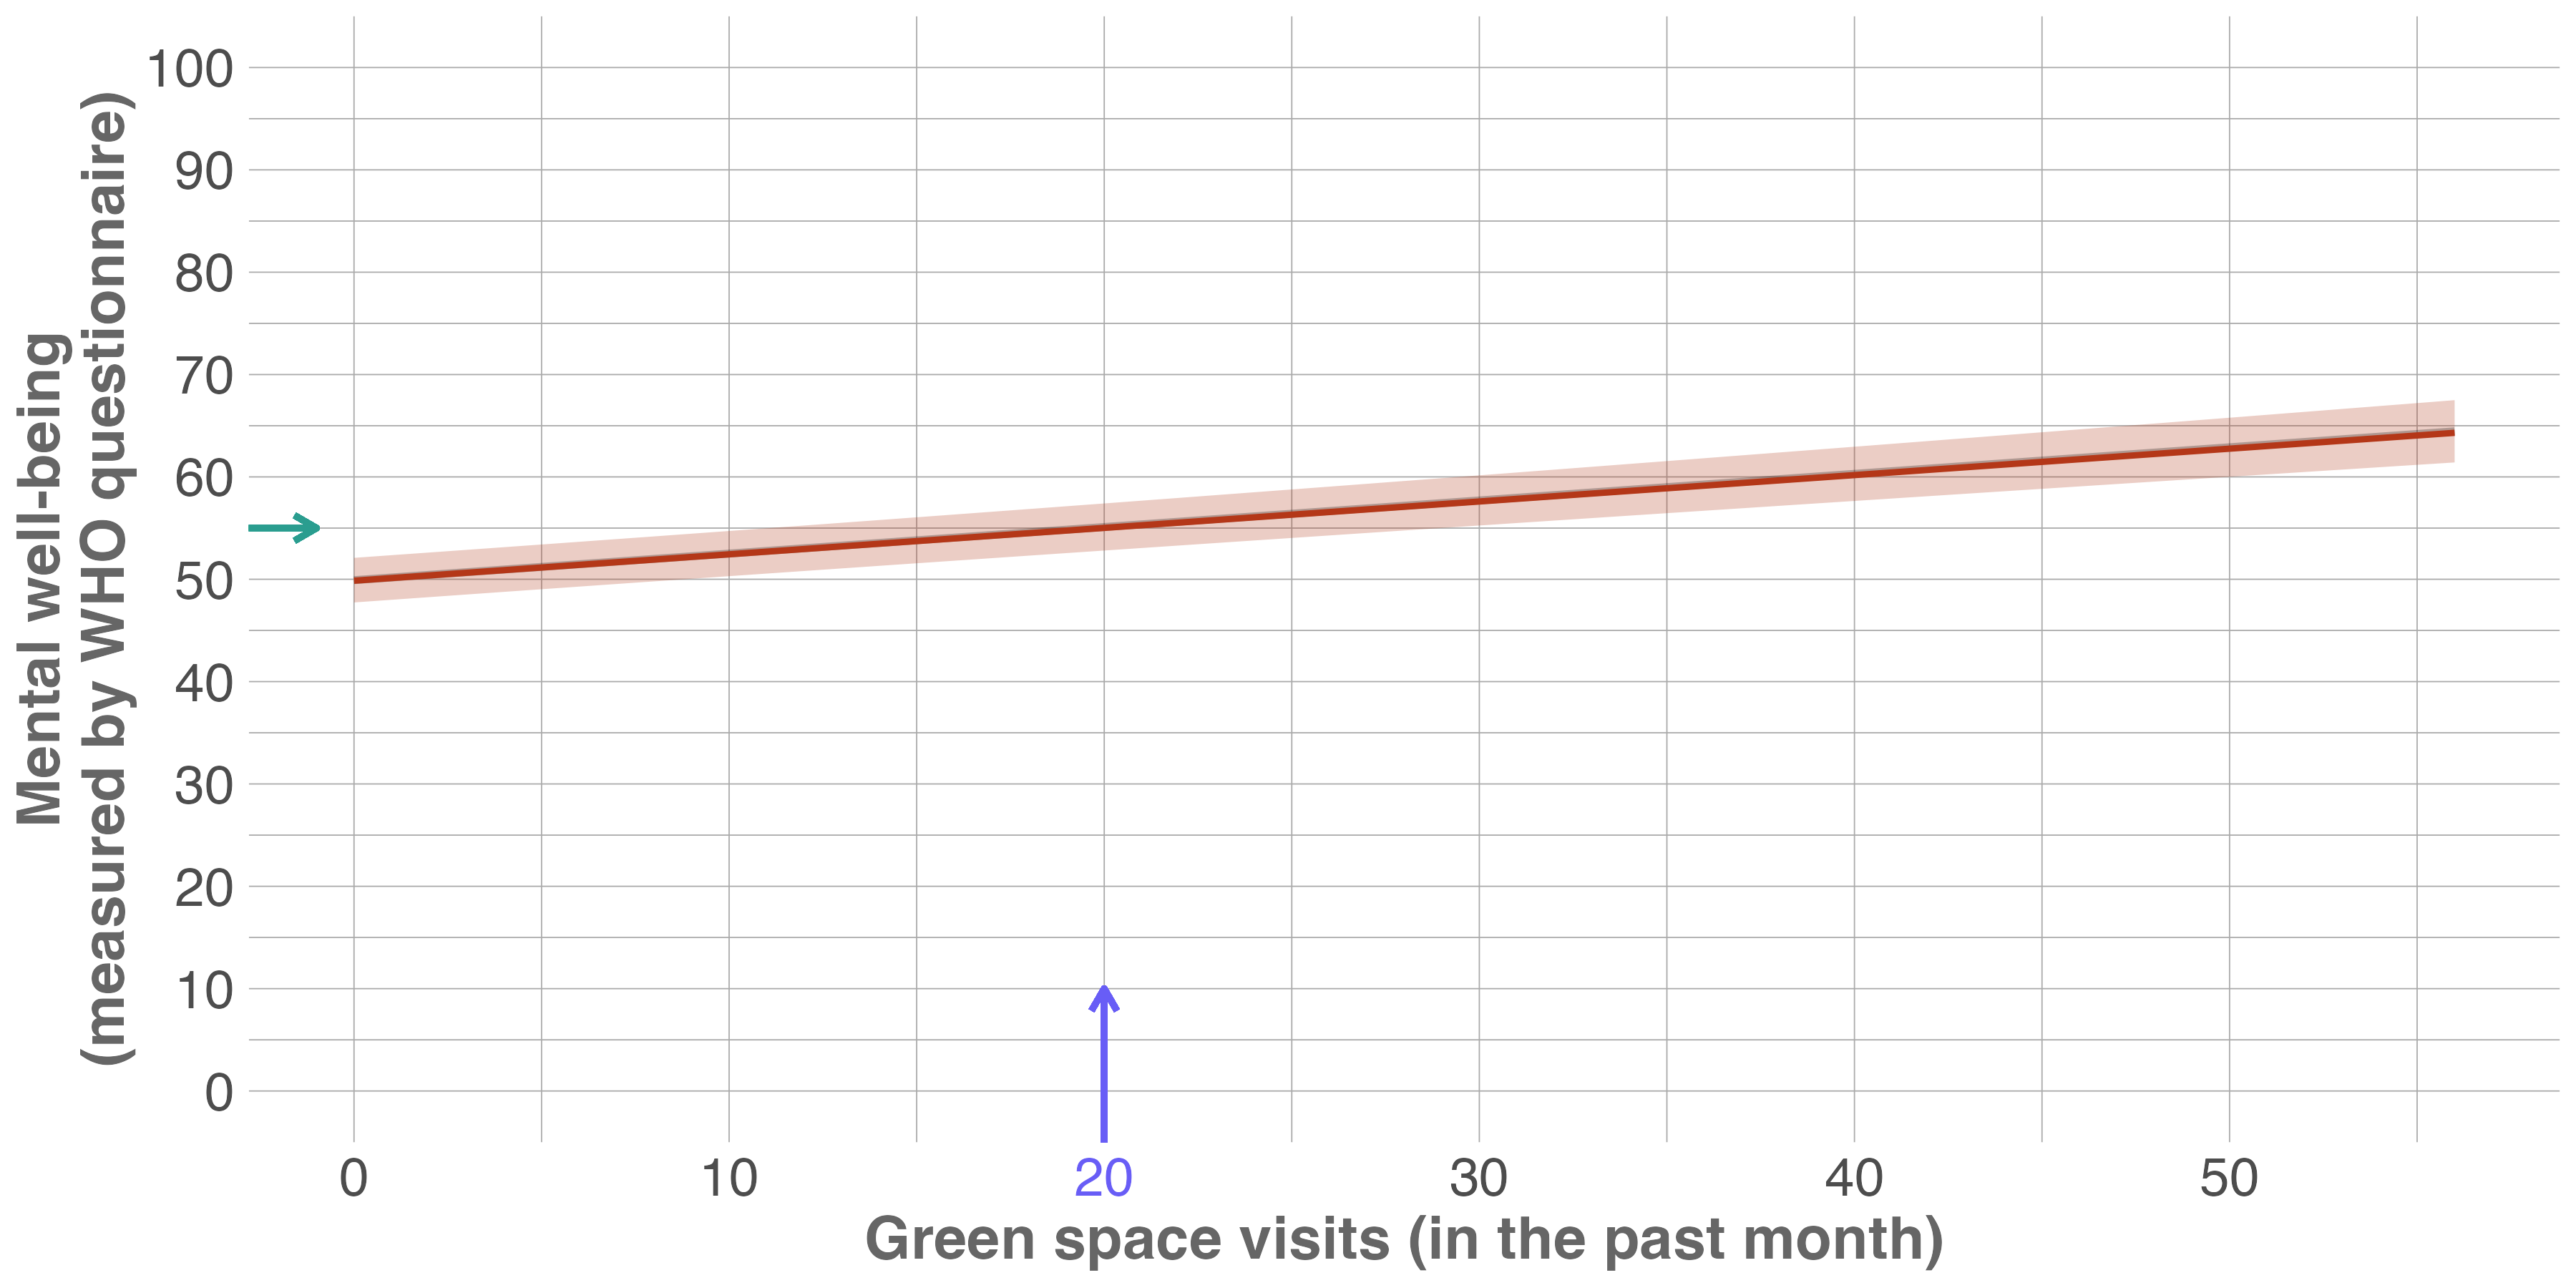 Mental well-being
(measured by WHO questionnaire)
100
90
80
70
60
50
40
30
20
10
0
0 10 20 30 40 50
Green space visits (in the past month)